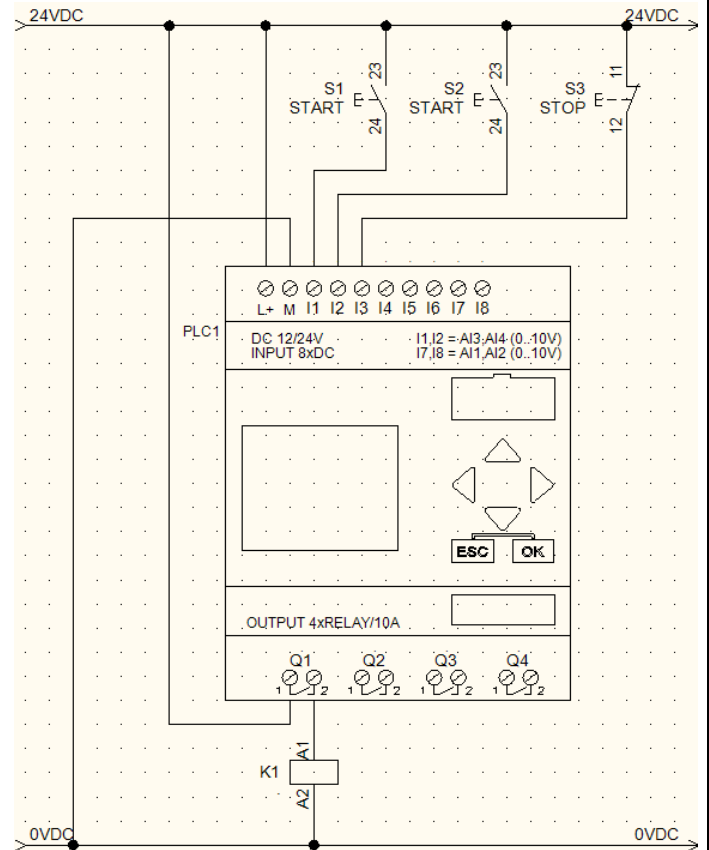 24VDC 24VDC
23 23 11
S1 S2 S3
START START STOP
24 24 12
L+ M I1 I2 I3 I4 I5 I6 I7 I8
PLC1
DC 12/24V I1,I2 = AI3,AI4 (0..10V)
INPUT 8xDC I7,I8 = AI1,AI2 (0..10V)
ESC OK
OUTPUT 4xRELAY/10A
Q1 Q2 Q3 Q4
1 2 1 2 1 2 1 2
A1
K1
A2
0VDC 0VDC